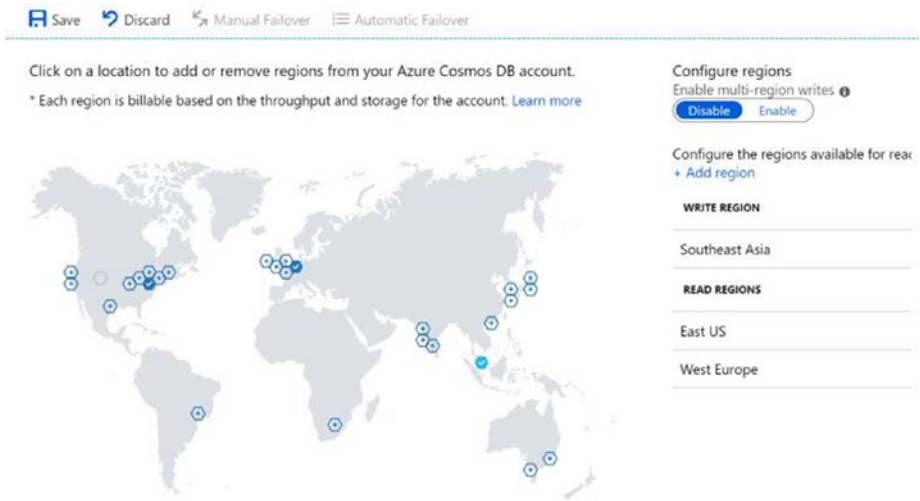 Save Discard Manual Failover Automatic Failover
Click on a location to add or remove regions from your Azure Cosmos DB account.
* Each region is billable based on the throughput and storage for the account. Learn more
Configure regions
Enable multi-region writes
Disable Enable
Configure the regions available for reac
+ Add region
WRITE REGION
Southeast Asia
READ REGIONS
East US
West Europe